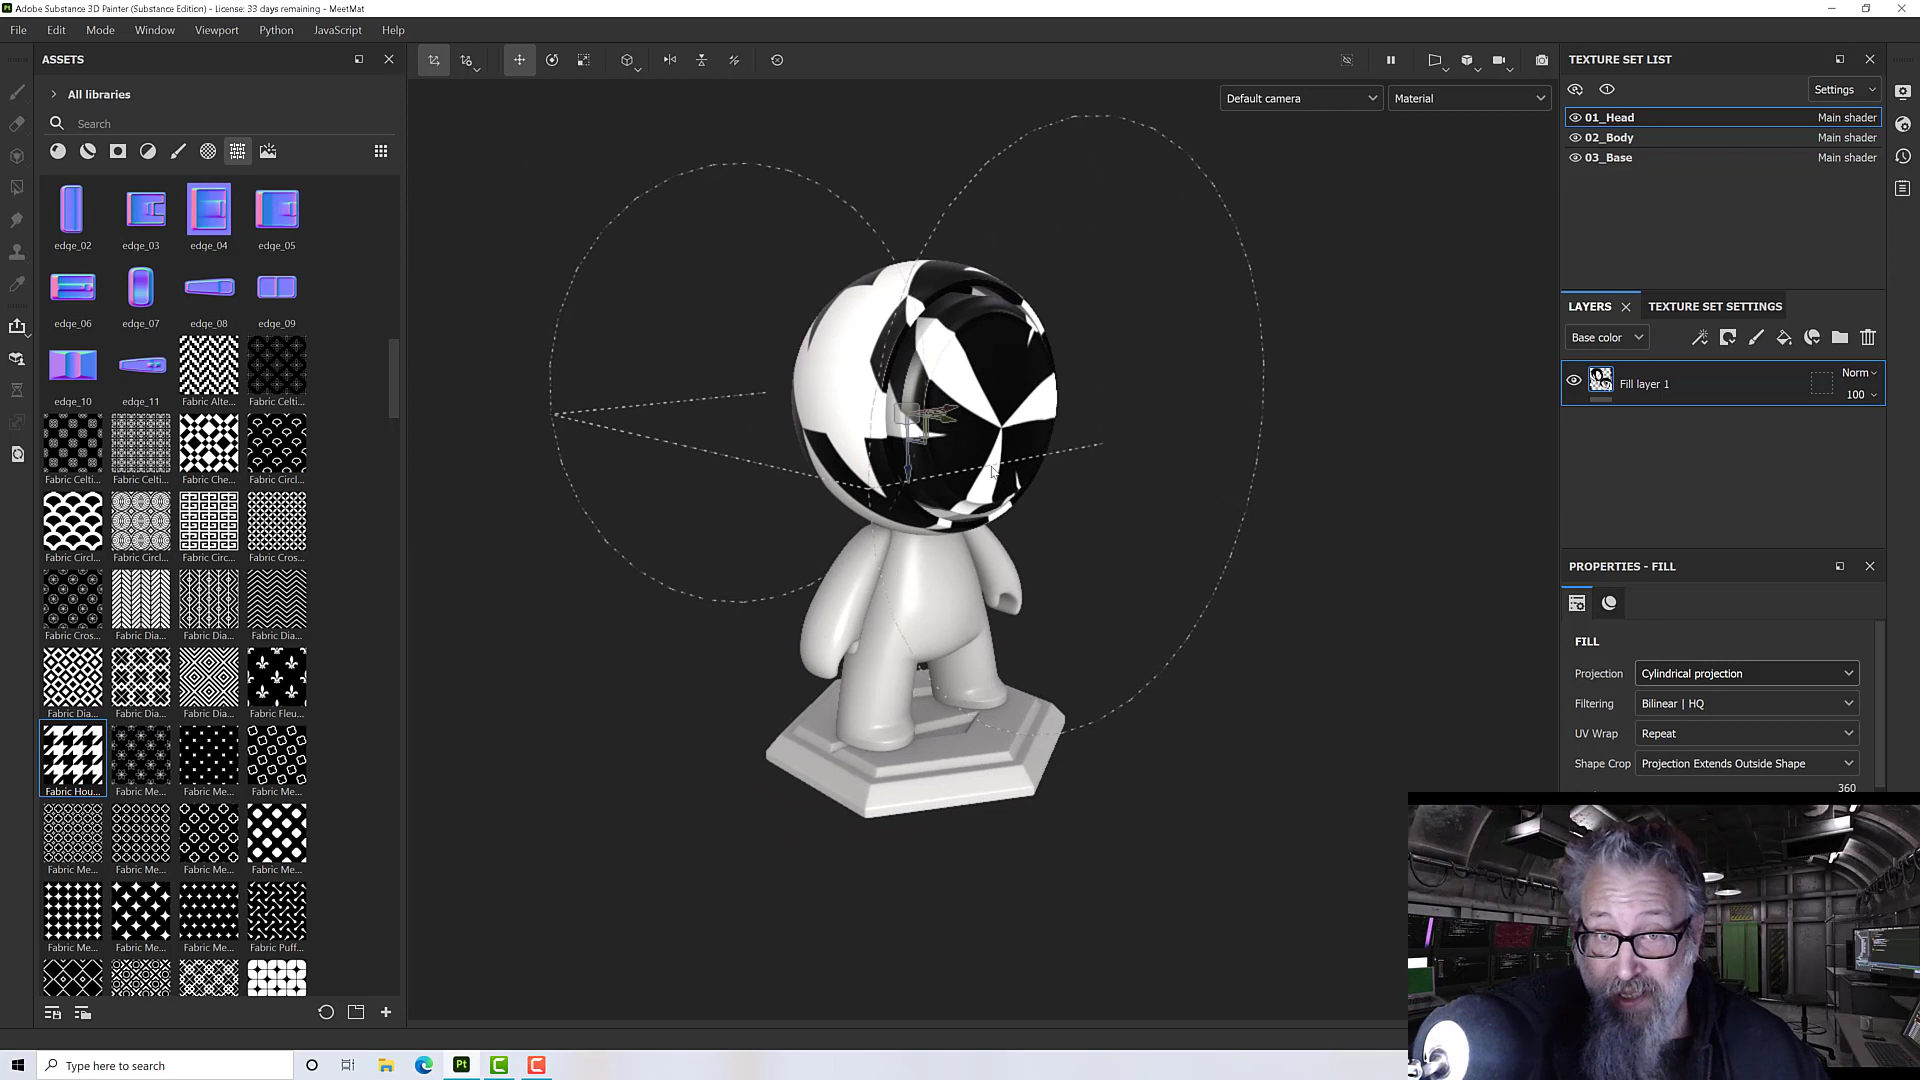 Adobe Substance 3D Painter (Substance Edition) - License: 33 days remaining - MeetMat
File Edit Mode Window Viewport Python JavaScript Help
ASSETS
All libraries
Search
edge_02 edge_03 edge_04 edge_05
edge_06 edge_07 edge_08 edge_09
edge_10 edge_11 Fabric Alte... Fabric Celti...
Fabric Celti... Fabric Celti... Fabric Che... Fabric Circl...
Fabric Circl... Fabric Circl... Fabric Circ... Fabric Cros...
Fabric Cros... Fabric Dia... Fabric Dia... Fabric Dia...
Fabric Dia... Fabric Dia... Fabric Dia... Fabric Fleu...
Fabric Hou... Fabric Me... Fabric Me... Fabric Me...
Fabric Me... Fabric Me... Fabric Me... Fabric Me...
Fabric Me... Fabric Me... Fabric Me... Fabric Puff...
Default camera Material
TEXTURE SET LIST
Settings
01_Head Main shader
02_Body Main shader
03_Base Main shader
LAYERS TEXTURE SET SETTINGS
Base color
Fill layer 1 Norm
100
PROPERTIES - FILL
FILL
Projection Cylindrical projection
Filtering Bilinear | HQ
UV Wrap Repeat
Shape Crop Projection Extends Outside Shape
360
Pt Type here to search Pt C C